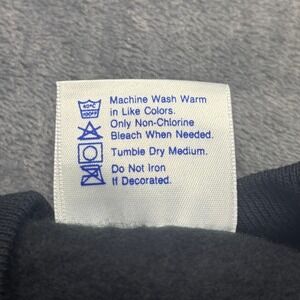 40°C
105°F
Machine Wash Warm
in Like Colors.
Only Non-Chlorine
Bleach When Needed.
Tumble Dry Medium.
Do Not Iron
If Decorated.